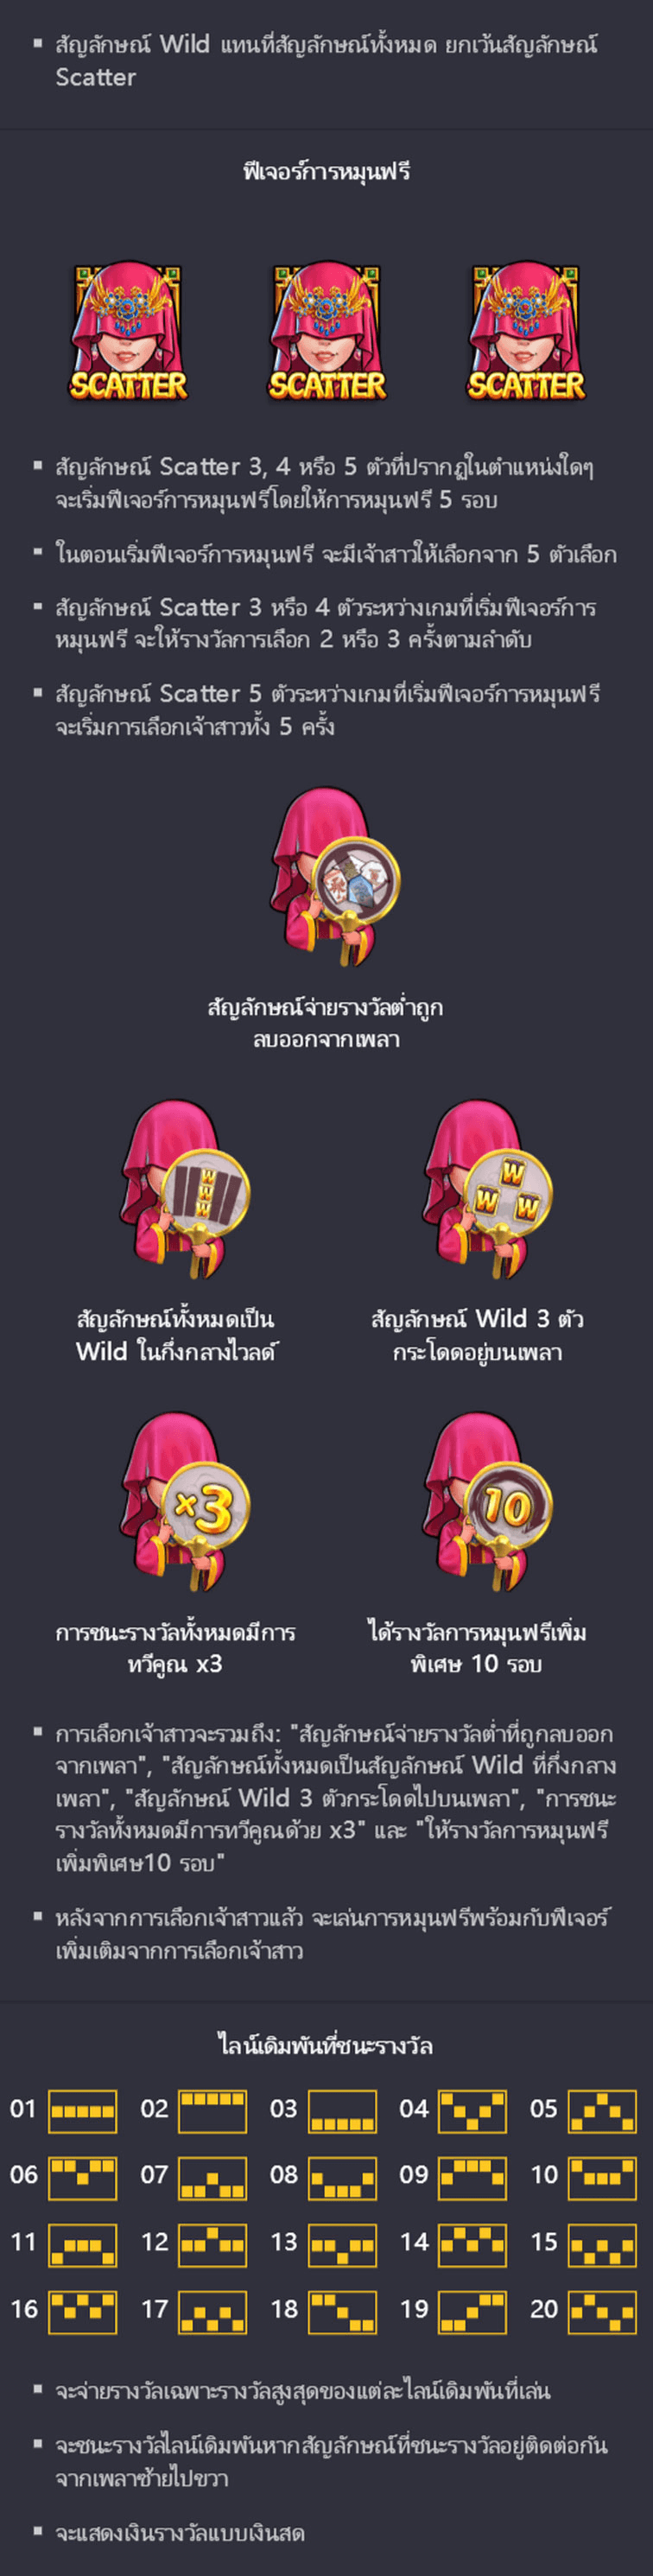 สัญลักษณ์ Wild แทนที่สัญลักษณ์ทั้งหมด ยกเว้นสัญลักษณ์
Scatter
ฟีเจอร์การหมุนฟรี
SCATTER SCATTER SCATTER
สัญลักษณ์ Scatter 3, 4 หรือ 5 ตัวที่ปรากฏในตำแหน่งใดๆ
จะเริ่มฟีเจอร์การหมุนฟรีโดยให้การหมุนฟรี 5 รอบ
ในตอนเริ่มฟีเจอร์การหมุนฟรี จะมีเจ้าสาวให้เลือกจาก 5 ตัวเลือก
สัญลักษณ์ Scatter 3 หรือ 4 ตัวระหว่างเกมที่เริ่มฟีเจอร์การ
หมุนฟรี จะให้รางวัลการเลือก 2 หรือ 3 ครั้งตามลำดับ
สัญลักษณ์ Scatter 5 ตัวระหว่างเกมที่เริ่มฟีเจอร์การหมุนฟรี
จะเริ่มการเลือกเจ้าสาวทั้ง 5 ครั้ง
สัญลักษณ์จ่ายรางวัลต่ำถูก
ลบออกจากเพลา
W W W W W W
สัญลักษณ์ทั้งหมดเป็น สัญลักษณ์ Wild 3 ตัว
Wild ในกึ่งกลางไวลด์ กระโดดอยู่บนเพลา
x3 10
การชนะรางวัลทั้งหมดมีการ ได้รางวัลการหมุนฟรีเพิ่ม
ทวีคูณ x3 พิเศษ 10 รอบ
การเลือกเจ้าสาวจะรวมถึง: "สัญลักษณ์จ่ายรางวัลต่ำที่ถูกลบออก
จากเพลา", "สัญลักษณ์ทั้งหมดเป็นสัญลักษณ์ Wild ที่กึ่งกลาง
เพลา", "สัญลักษณ์ Wild 3 ตัวกระโดดไปบนเพลา", "การชนะ
รางวัลทั้งหมดมีการทวีคูณด้วย x3" และ "ให้รางวัลการหมุนฟรี
เพิ่มพิเศษ10 รอบ"
หลังจากการเลือกเจ้าสาวแล้ว จะเล่นการหมุนฟรีพร้อมกับฟีเจอร์
เพิ่มเติมจากการเลือกเจ้าสาว
ไลน์เดิมพันที่ชนะรางวัล
01 02 03 04 05
06 07 08 09 10
11 12 13 14 15
16 17 18 19 20
จะจ่ายรางวัลเฉพาะรางวัลสูงสุดของแต่ละไลน์เดิมพันที่เล่น
จะชนะรางวัลไลน์เดิมพันหากสัญลักษณ์ที่ชนะรางวัลอยู่ติดต่อกัน
จากเพลาซ้ายไปขวา
จะแสดงเงินรางวัลแบบเงินสด